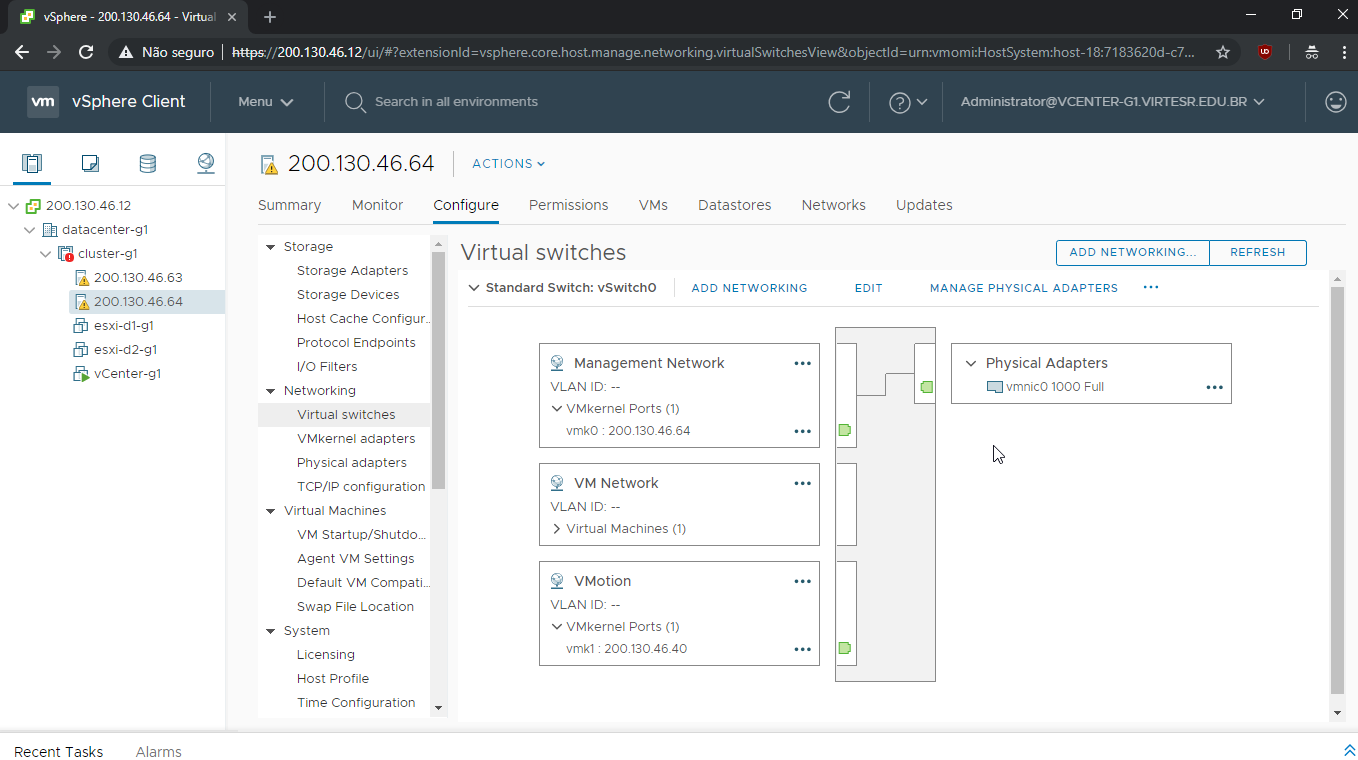 vSphere - 200.130.46.64 - Virtual
Não seguro
https://200.130.46.12/ui/#?extensionId=vsphere.core.host.manage.networking.virtualSwitchesView&objectId=urn:vmomi:HostSystem:host-18:7183620d-c7...
vm vSphere Client
Menu
Search in all environments
Administrator@VCENTER-G1.VIRTESR.EDU.BR
200.130.46.12
datacenter-g1
cluster-g1
200.130.46.63
200.130.46.64
esxi-d1-g1
esxi-d2-g1
vCenter-g1
200.130.46.64
ACTIONS
Summary Monitor Configure Permissions VMs Datastores Networks Updates
Storage
Storage Adapters
Storage Devices
Host Cache Configur..
Protocol Endpoints
I/O Filters
Networking
Virtual switches
VMkernel adapters
Physical adapters
TCP/IP configuration
Virtual Machines
VM Startup/Shutdo...
Agent VM Settings
Default VM Compati...
Swap File Location
System
Licensing
Host Profile
Time Configuration
Virtual switches
ADD NETWORKING... REFRESH
Standard Switch: vSwitch0 ADD NETWORKING EDIT MANAGE PHYSICAL ADAPTERS ...
Management Network ...
VLAN ID: --
VMkernel Ports (1)
vmk0 : 200.130.46.64 ...
VM Network ...
VLAN ID: --
Virtual Machines (1)
VMotion ...
VLAN ID: --
VMkernel Ports (1)
vmk1 : 200.130.46.40 ...
Physical Adapters
vmnic0 1000 Full ...
Recent Tasks Alarms